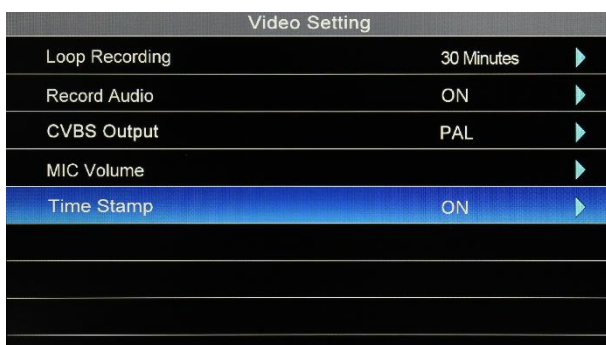 Video Setting
Loop Recording 30 Minutes
Record Audio ON
CVBS Output PAL
MIC Volume
Time Stamp ON